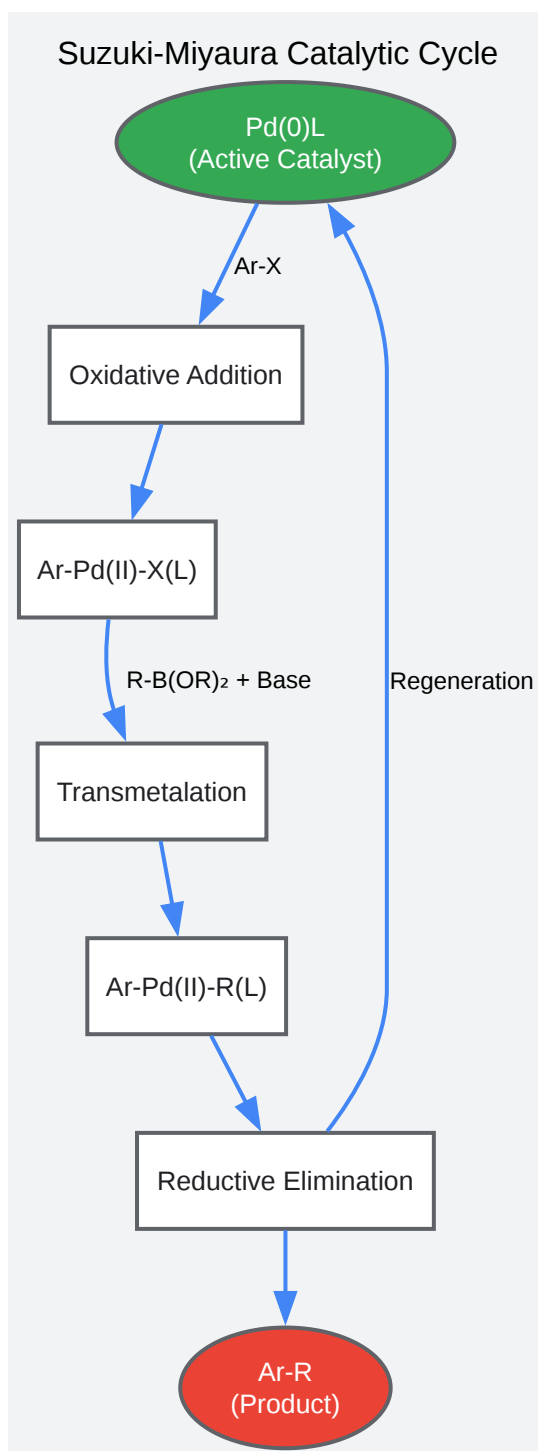 Suzuki-Miyaura Catalytic Cycle
Pd(0)L
(Active Catalyst)
Ar-X
Oxidative Addition
Ar-Pd(II)-X(L)
R-B(OR)₂ + Base
Regeneration
Transmetalation
Ar-Pd(II)-R(L)
Reductive Elimination
Ar-R
(Product)